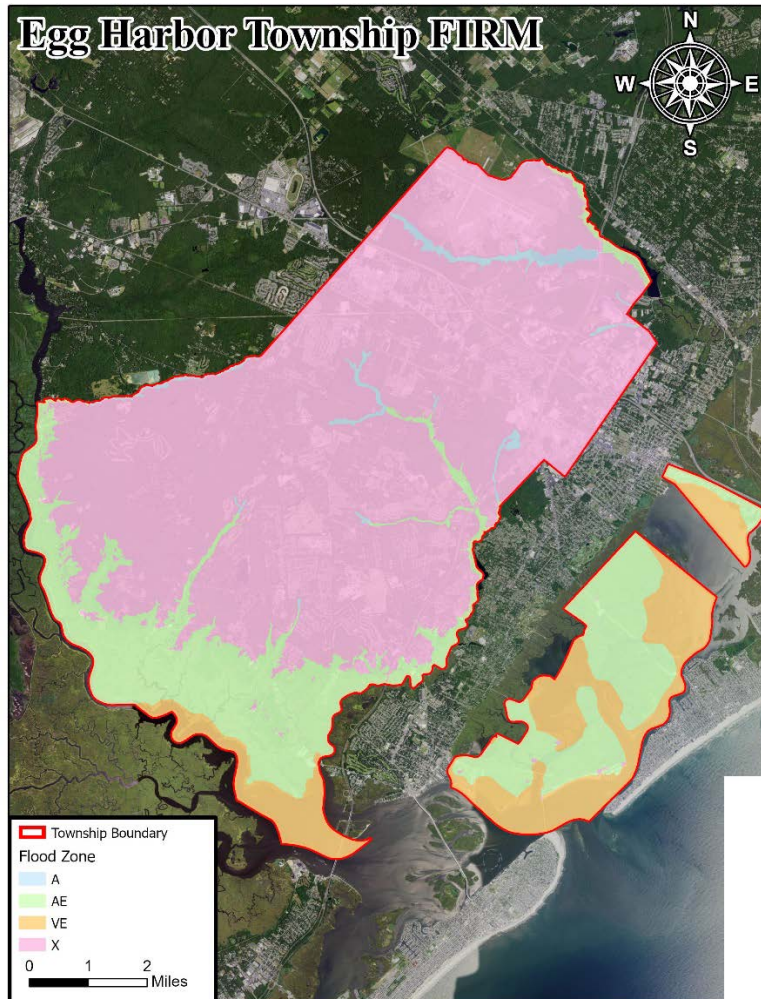 Egg Harbor Township FIRM
N
W E
S
Township Boundary
Flood Zone
A
AE
VE
X
0 1 2
Miles